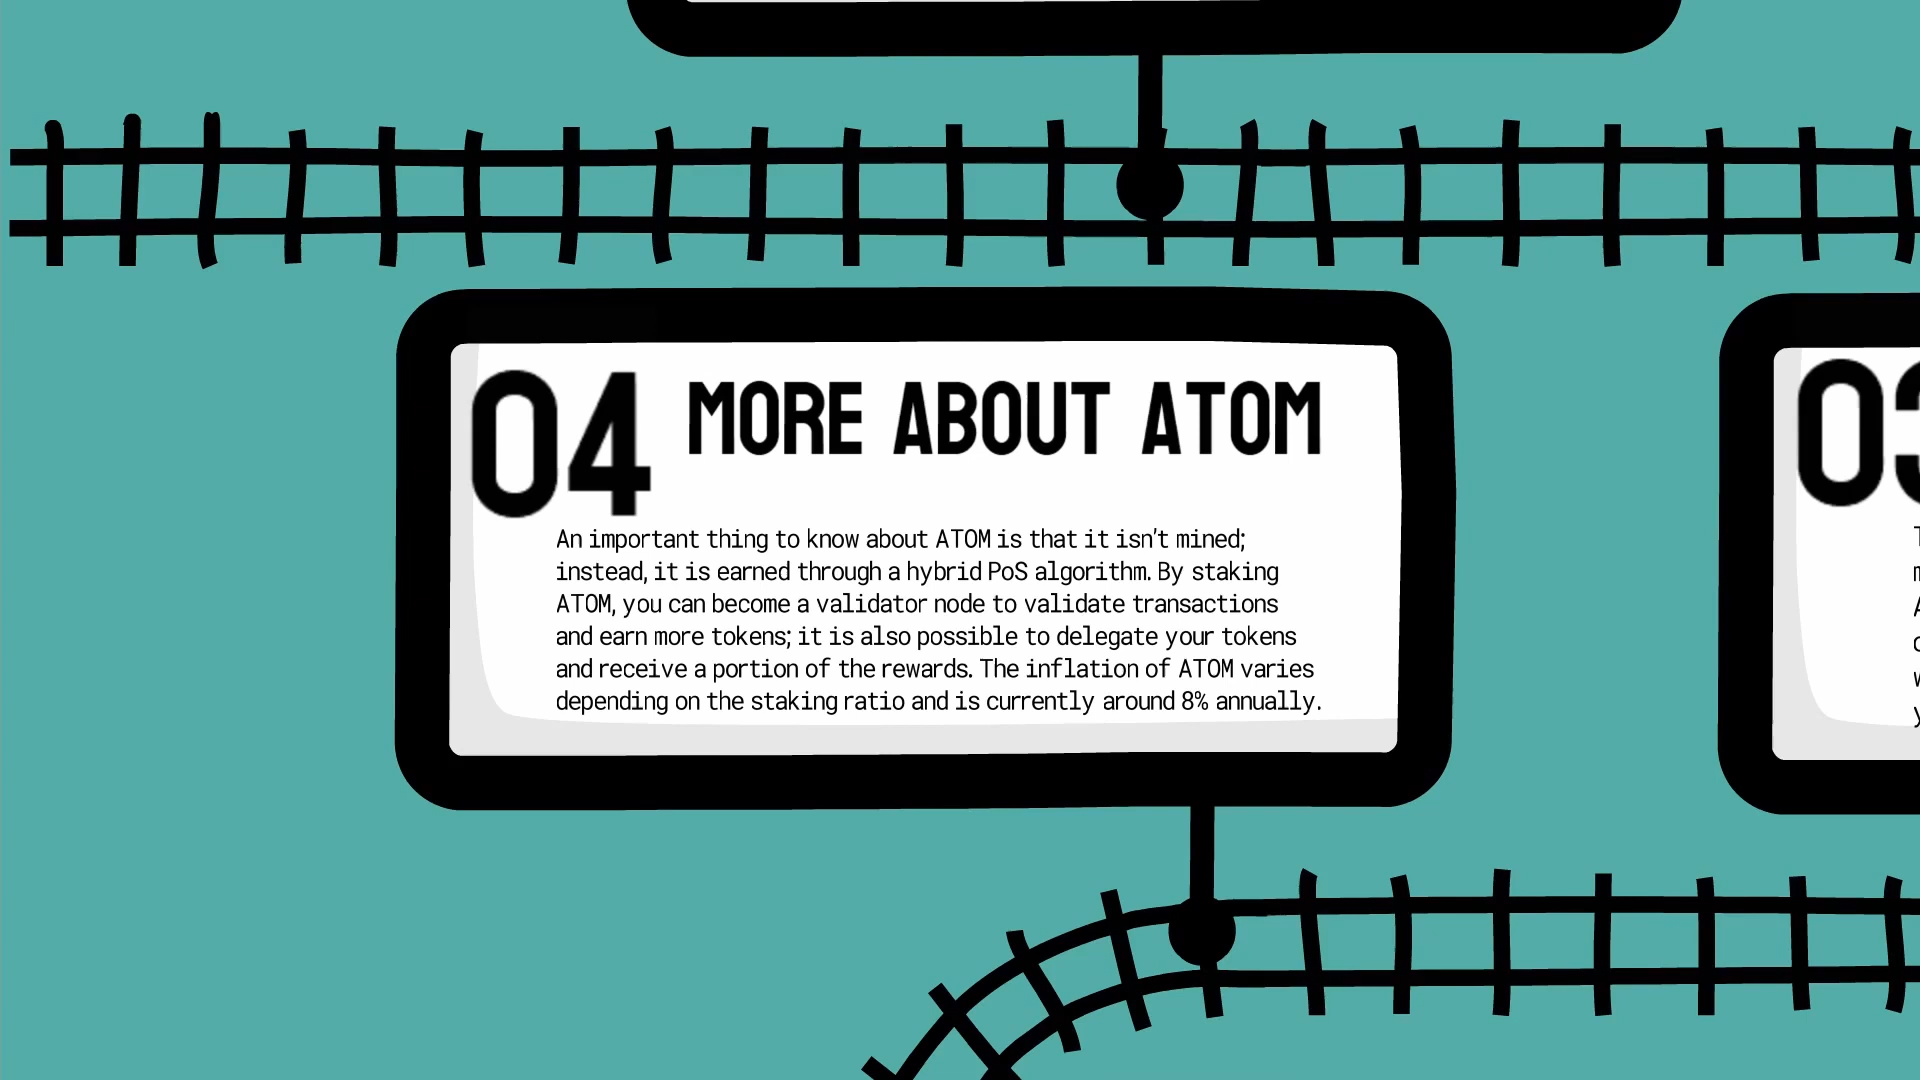 04 MORE ABOUT ATOM
An important thing to know about ATOM is that it isn't mined;
instead, it is earned through a hybrid PoS algorithm. By staking
ATOM, you can become a validator node to validate transactions
and earn more tokens; it is also possible to delegate your tokens
and receive a portion of the rewards. The inflation of ATOM varies
depending on the staking ratio and is currently around 8% annually.